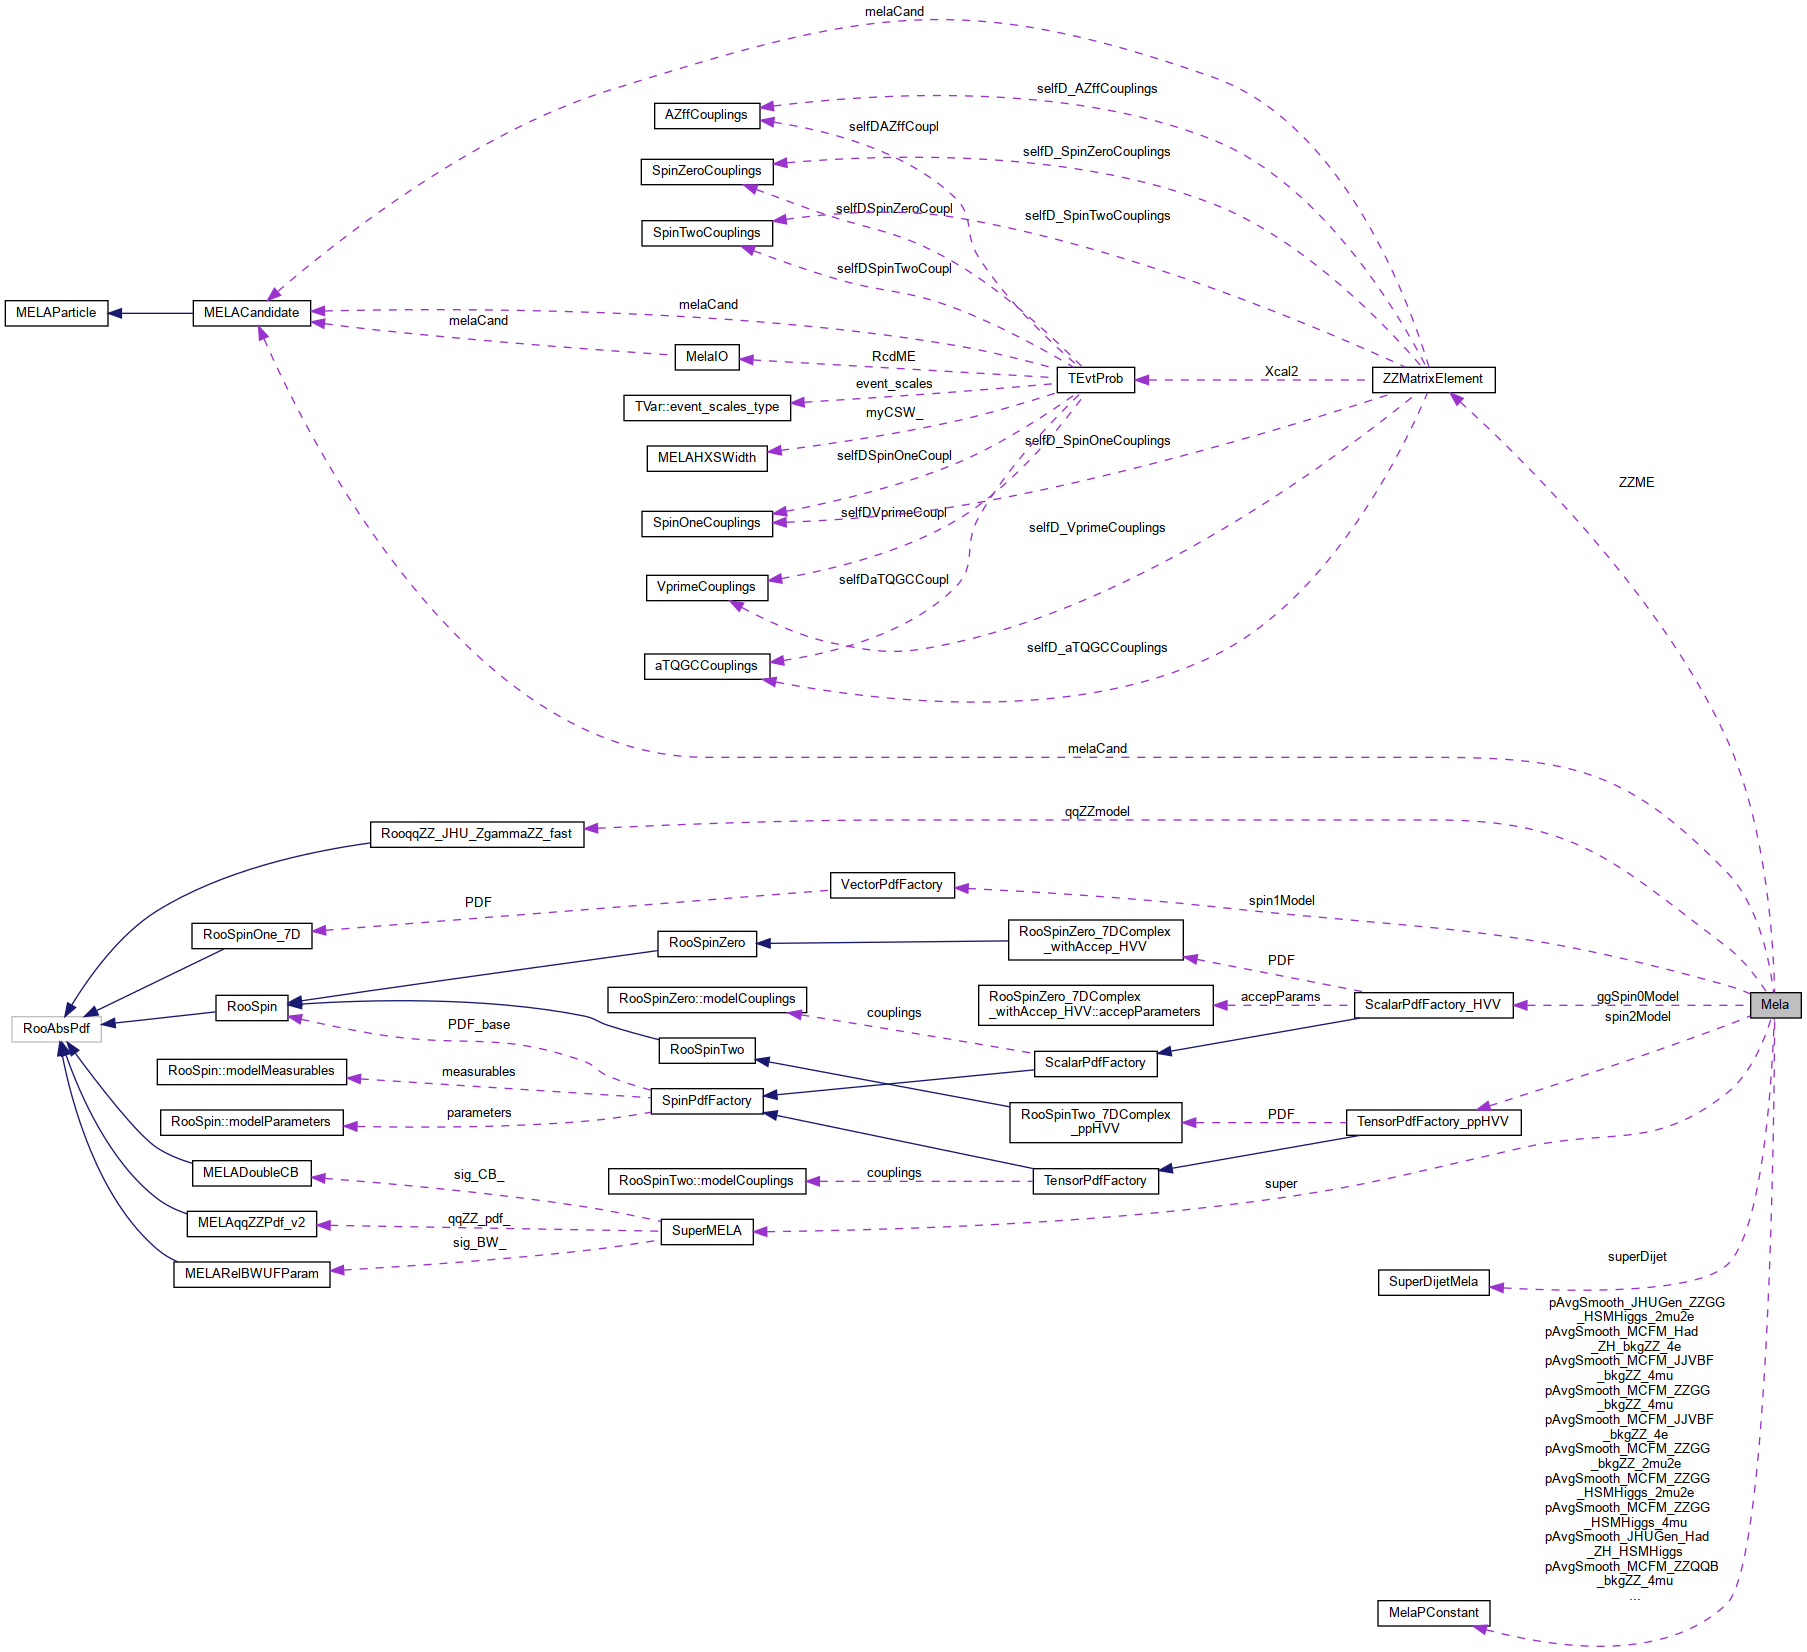 melaCand
selfD_AZffCouplings
AZffCouplings
selfDAZffCoupl
selfD_SpinZeroCouplings
SpinZeroCouplings
selfDSpinZeroCoupl
selfD_SpinTwoCouplings
SpinTwoCouplings
selfDSpinTwoCoupl
MELAParticle
MELACandidate
melaCand
melaCand
MelaIO
RcdME
TEvtProb
Xcal2
ZZMatrixElement
event_scales
TVar::event_scales_type
myCSW_
MELAHXSWidth
selfDSpinOneCoupl
selfD_SpinOneCouplings
ZZME
SpinOneCouplings
selfDVprimeCoupl
selfD_VprimeCouplings
VprimeCouplings
selfDaTQGCCoupl
selfD_aTQGCCouplings
aTQGCCouplings
melaCand
qqZZmodel
RooqqZZ_JHU_ZgammaZZ_fast
VectorPdfFactory
PDF
spin1Model
RooSpinOne_7D
RooSpinZero
RooSpinZero_7DComplex
_withAccep_HVV
PDF
RooSpin
RooAbsPdf
RooSpinZero::modelCouplings
couplings
RooSpinZero_7DComplex
_withAccep_HVV::accepParameters
accepParams
ScalarPdfFactory_HVV
ggSpin0Model
Mela
spin2Model
PDF_base
RooSpinTwo
ScalarPdfFactory
RooSpin::modelMeasurables
measurables
SpinPdfFactory
RooSpin::modelParameters
parameters
RooSpinTwo_7DComplex
_ppHVV
PDF
TensorPdfFactory_ppHVV
MELADoubleCB
sig_CB_
RooSpinTwo::modelCouplings
couplings
TensorPdfFactory
super
MELAqqZZPdf_v2
qqZZ_pdf_
SuperMELA
sig_BW_
MELARelBWUFParam
superDijet
SuperDijetMela
pAvgSmooth_JHUGen_ZZGG
_HSMHiggs_2mu2e
pAvgSmooth_MCFM_Had
_ZH_bkgZZ_4e
pAvgSmooth_MCFM_JJVBF
_bkgZZ_4mu
pAvgSmooth_MCFM_ZZGG
_bkgZZ_4mu
pAvgSmooth_MCFM_JJVBF
_bkgZZ_4e
pAvgSmooth_MCFM_ZZGG
_bkgZZ_2mu2e
pAvgSmooth_MCFM_ZZGG
_HSMHiggs_2mu2e
pAvgSmooth_MCFM_ZZGG
_HSMHiggs_4mu
pAvgSmooth_JHUGen_Had
_ZH_HSMHiggs
pAvgSmooth_MCFM_ZZQQB
_bkgZZ_4mu
...
MelaPConstant